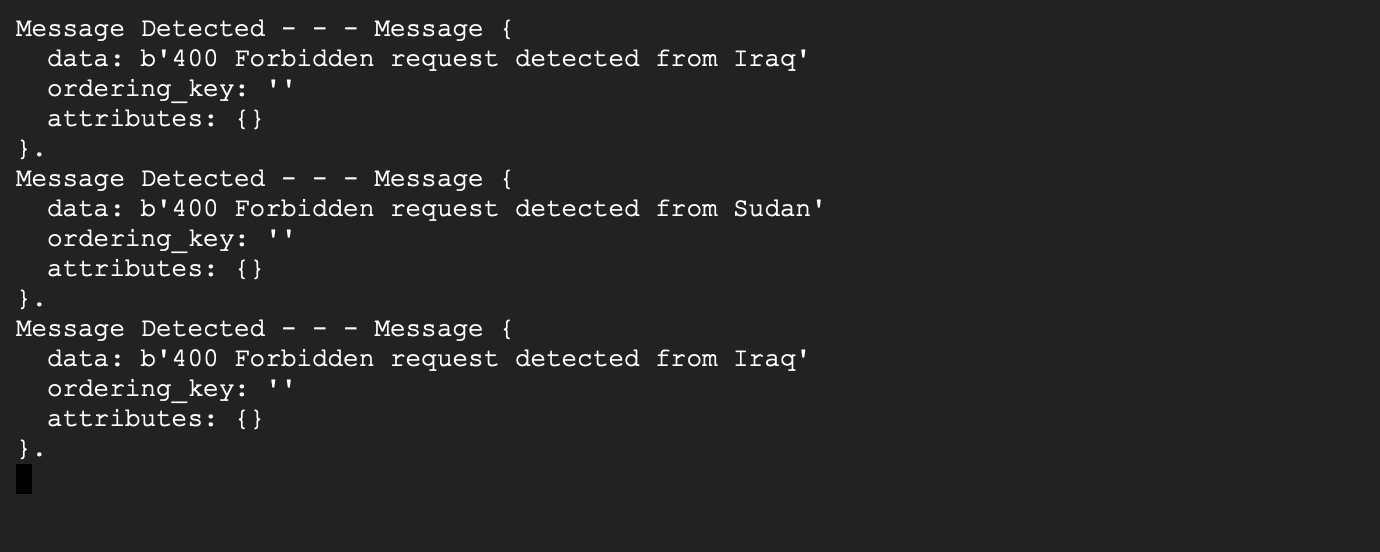 Message Detected - - - Message {
  data: b'400 Forbidden request detected from Iraq'
  ordering_key: ''
  attributes: {}
}.
Message Detected - - - Message {
  data: b'400 Forbidden request detected from Sudan'
  ordering_key: ''
  attributes: {}
}.
Message Detected - - - Message {
  data: b'400 Forbidden request detected from Iraq'
  ordering_key: ''
  attributes: {}
}.